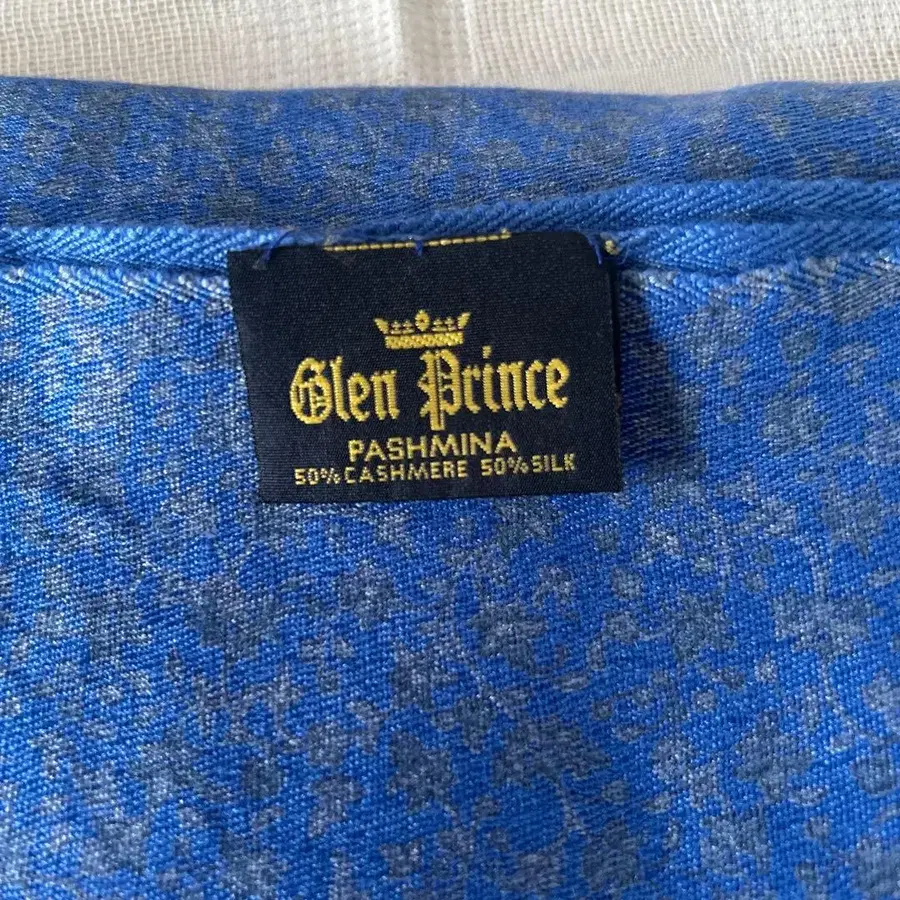 Glen Prince
PASHMINA
50% CASHMERE 50% SILK